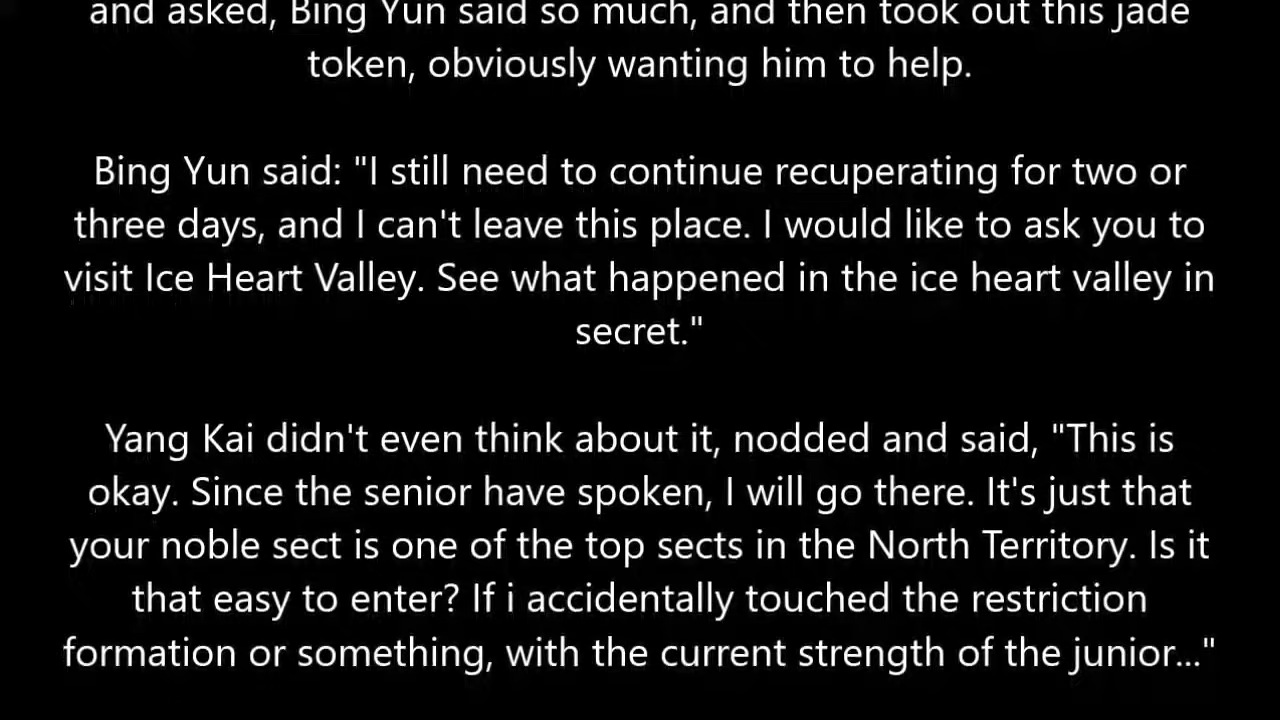 and asked, Bing Yun said so much, and then took out this jade
token, obviously wanting him to help.
Bing Yun said: "I still need to continue recuperating for two or
three days, and I can't leave this place. I would like to ask you to
visit Ice Heart Valley. See what happened in the ice heart valley in
secret."
Yang Kai didn't even think about it, nodded and said, "This is
okay. Since the senior have spoken, I will go there. It's just that
your noble sect is one of the top sects in the North Territory. Is it
that easy to enter? If i accidentally touched the restriction
formation or something, with the current strength of the junior..."